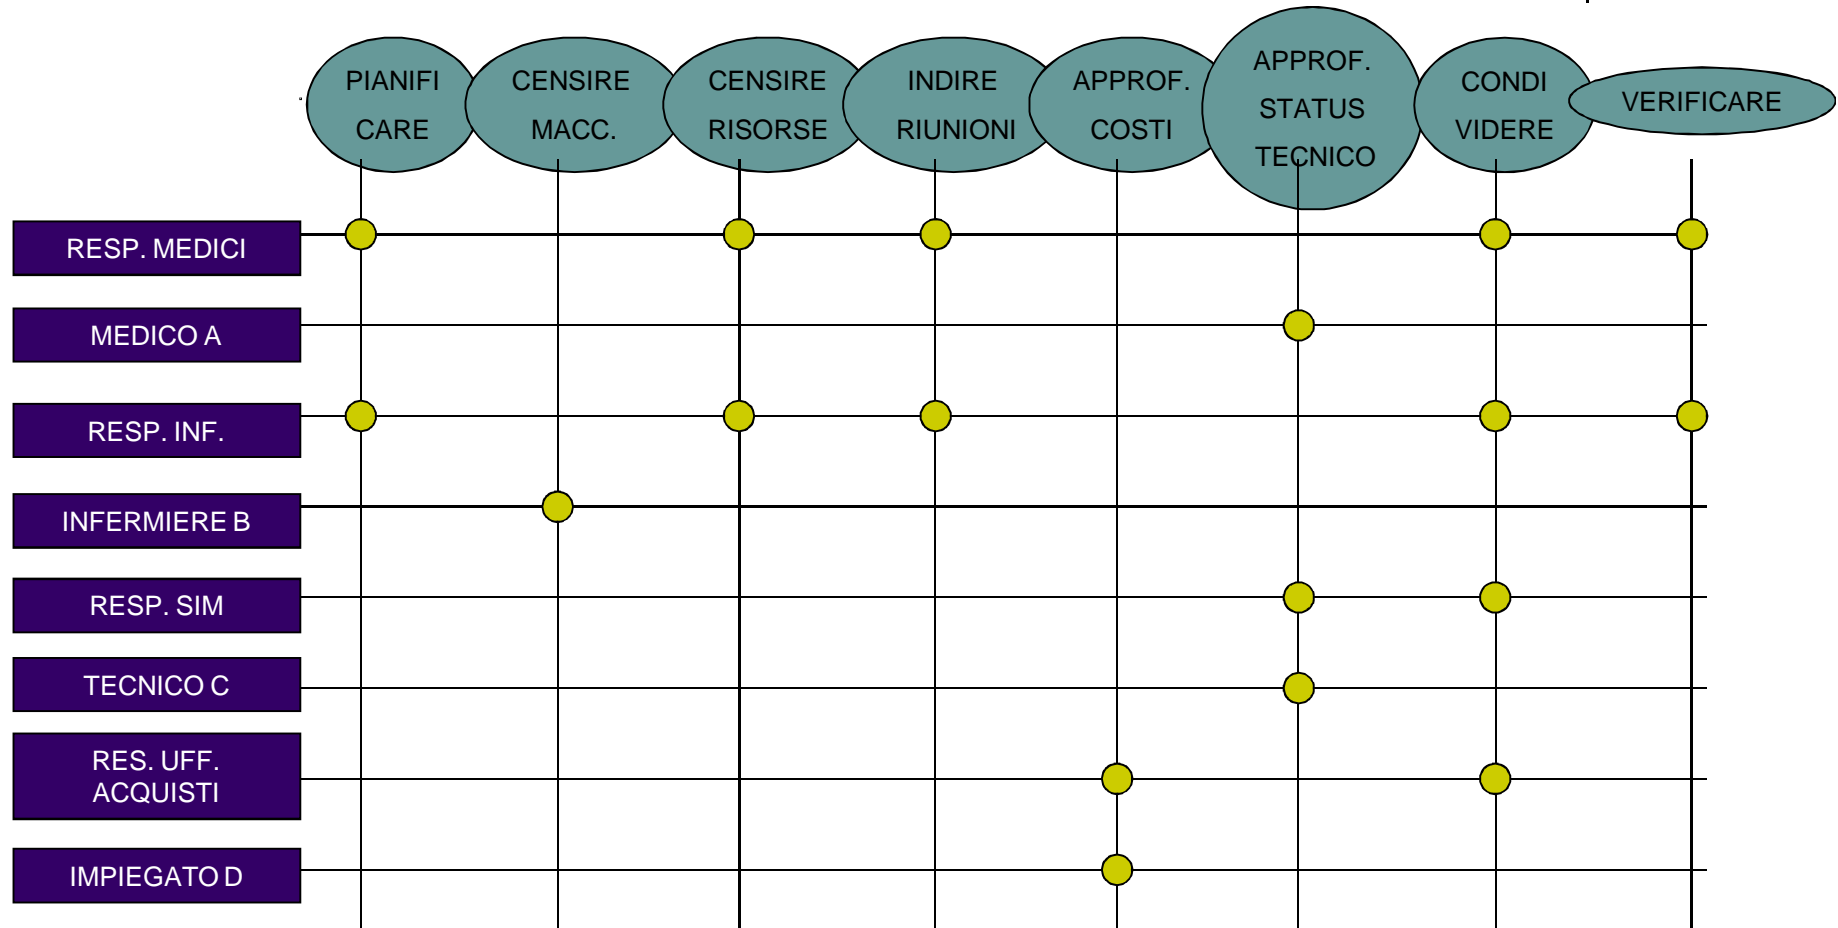 PIANIFI
CARE
CENSIRE
MACC.
CENSIRE
RISORSE
INDIRE
RIUNIONI
APPROF.
COSTI
APPROF.
STATUS
TECNICO
CONDI
VIDERE
VERIFICARE
RESP. MEDICI
MEDICO A
RESP. INF.
INFERMIERE B
RESP. SIM
TECNICO C
RES. UFF.
ACQUISTI
IMPIEGATO D